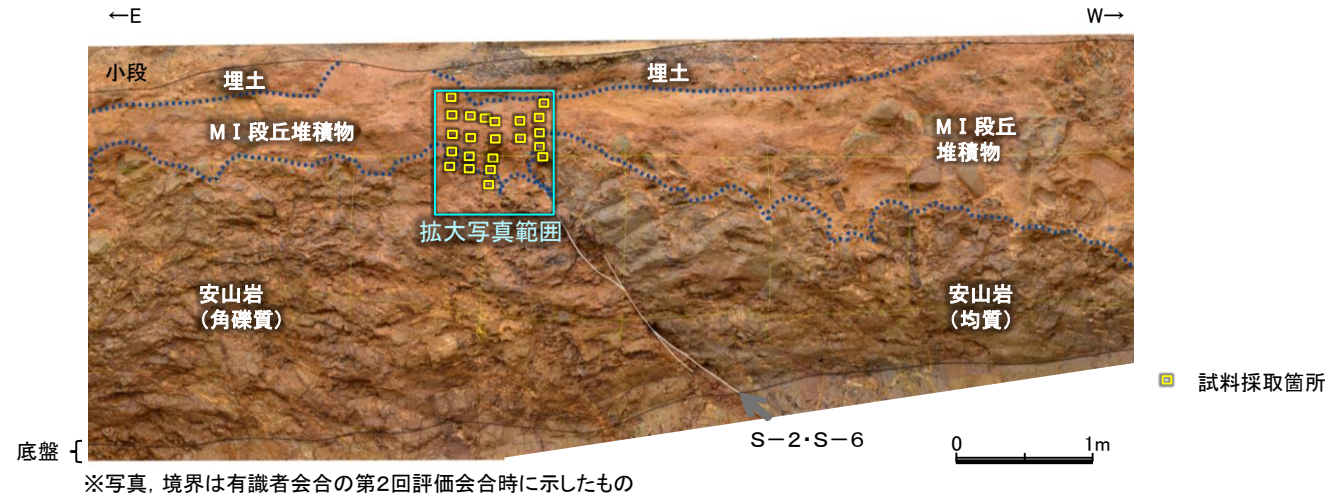 ←E
W→
小段
埋土
埋土
MⅠ段丘堆積物
MⅠ段丘
堆積物
拡大写真範囲
安山岩
(角礫質)
安山岩
(均質)
試料採取箇所
S-2・S-6
0
1m
底盤 {
※写真,境界は有識者会合の第2回評価会合時に示したもの